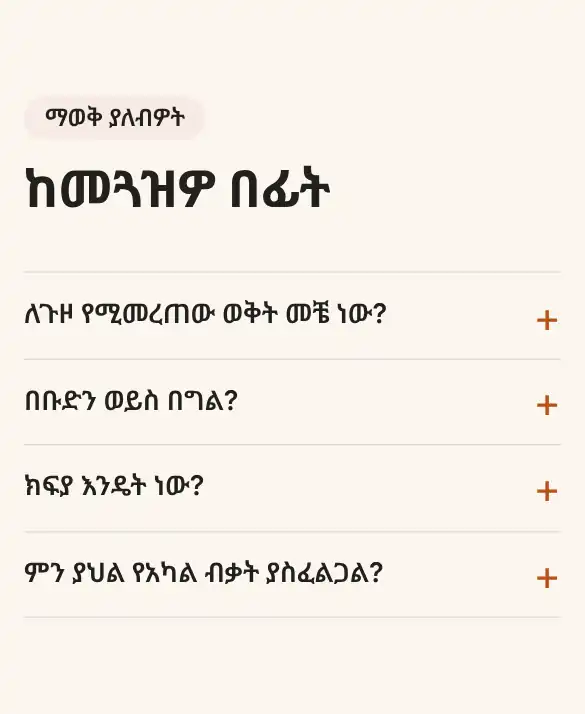 ማወቅ ያለብዎት
ከመጓዝዎ በፊት
ለጉዞ የሚመረጠው ወቅት መቼ ነው?
በቡድን ወይስ በግል?
ክፍያ እንዴት ነው?
ምን ያህል የአካል ብቃት ያስፈልጋል?